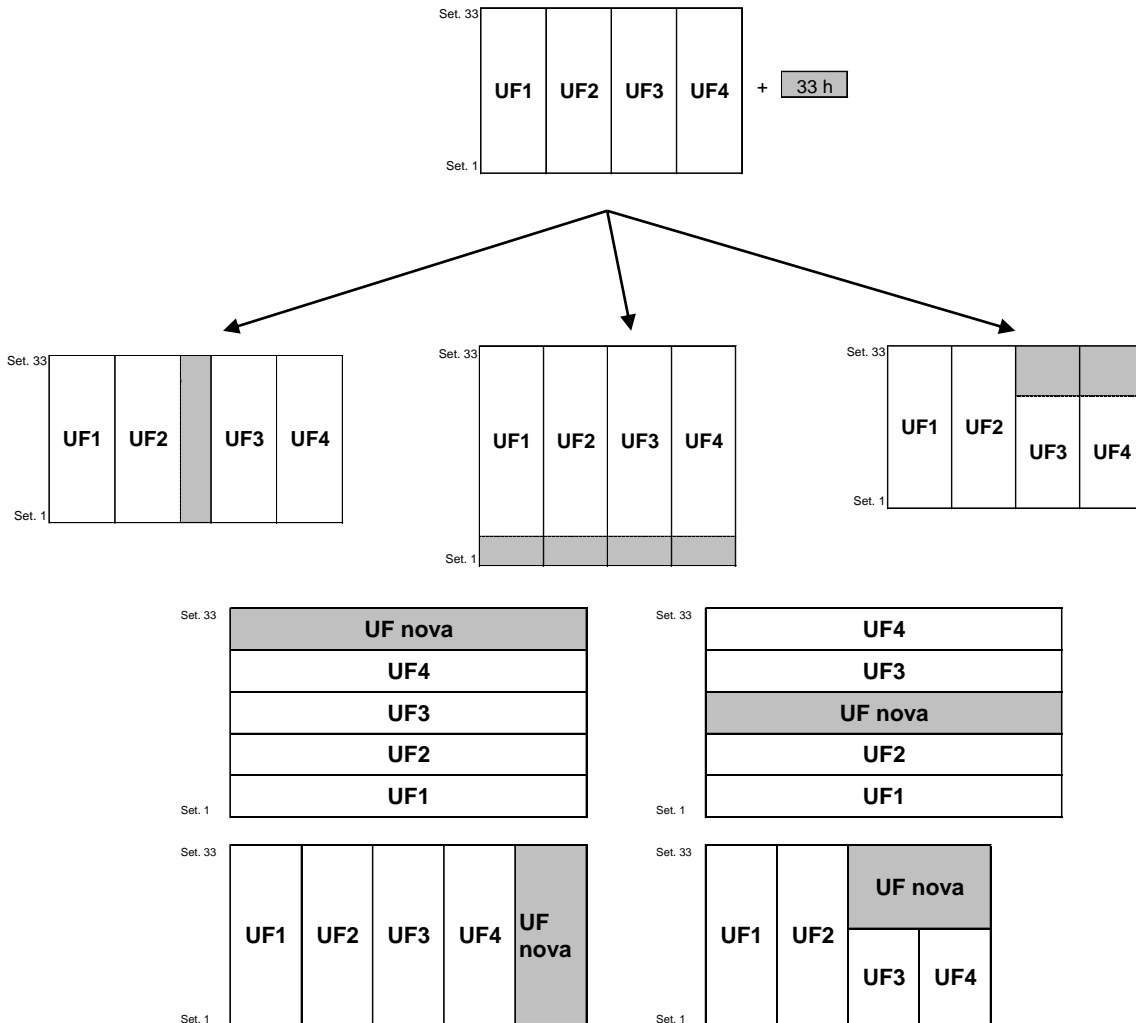 Set. 33
UF1 UF2 UF3 UF4 + 33 h
Set. 1
Set. 33
UF1 UF2 UF3 UF4
Set. 1
Set. 33
UF1 UF2 UF3 UF4
Set. 1
Set. 33
UF1 UF2 UF3 UF4
Set. 1
Set. 33
UF nova
UF4
UF3
UF2
UF1
Set. 1
Set. 33
UF4
UF3
UF nova
UF2
UF1
Set. 1
Set. 33
UF1 UF2 UF3 UF4 UF
nova
Set. 1
Set. 33
UF nova
UF1 UF2
UF3 UF4
Set. 1